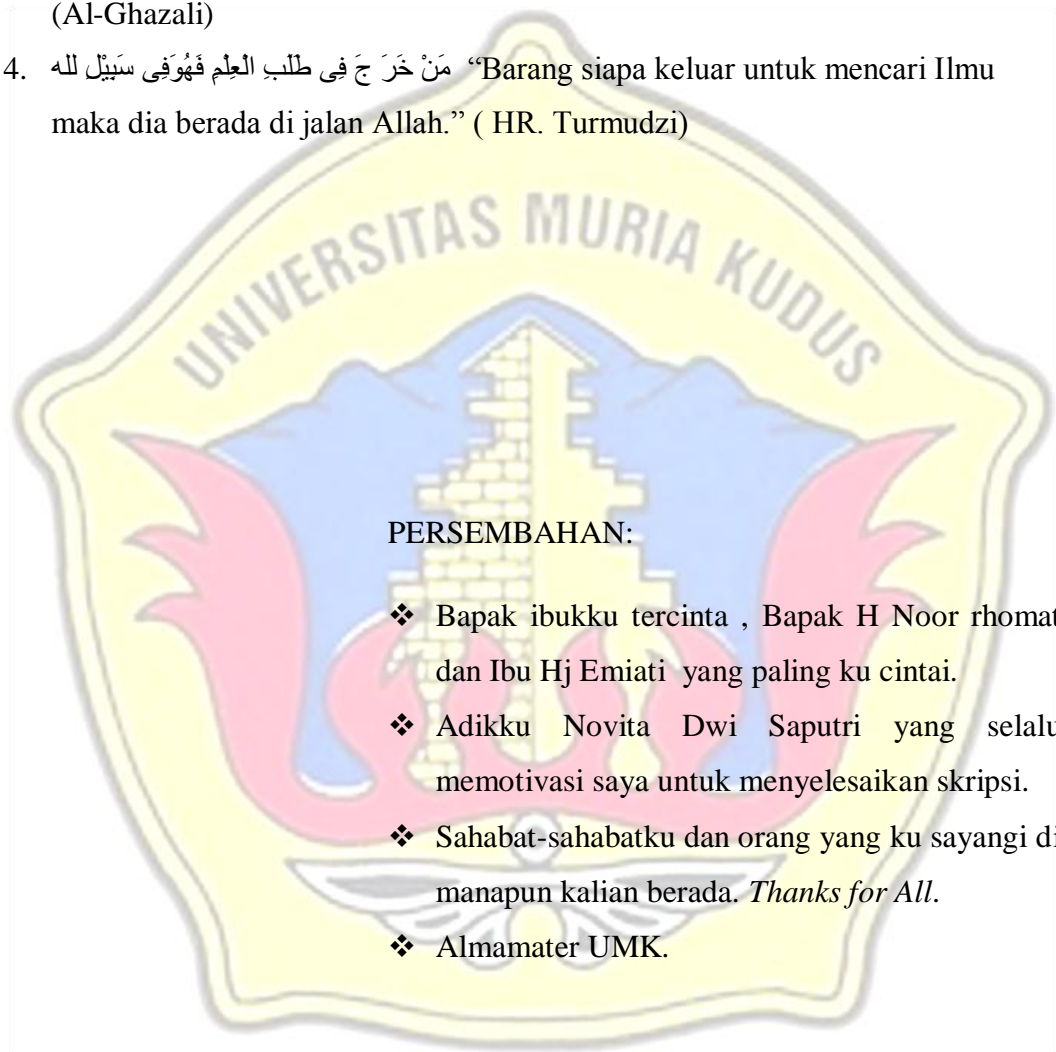 (Al-Ghazali)
4. مَنْ خَرَ جَ فِى طَلَبِ الْعِلْمِ فَهُوَفِى سَبِيْلِ لله “Barang siapa keluar untuk mencari Ilmu
maka dia berada di jalan Allah.” ( HR. Turmudzi)
UNIVERSITAS MURIA KUDUS
PERSEMBAHAN:
❖ Bapak ibukku tercinta , Bapak H Noor rhomat
dan Ibu Hj Emiati yang paling ku cintai.
❖ Adikku Novita Dwi Saputri yang selalu
memotivasi saya untuk menyelesaikan skripsi.
❖ Sahabat-sahabatku dan orang yang ku sayangi di
manapun kalian berada. Thanks for All.
❖ Almamater UMK.